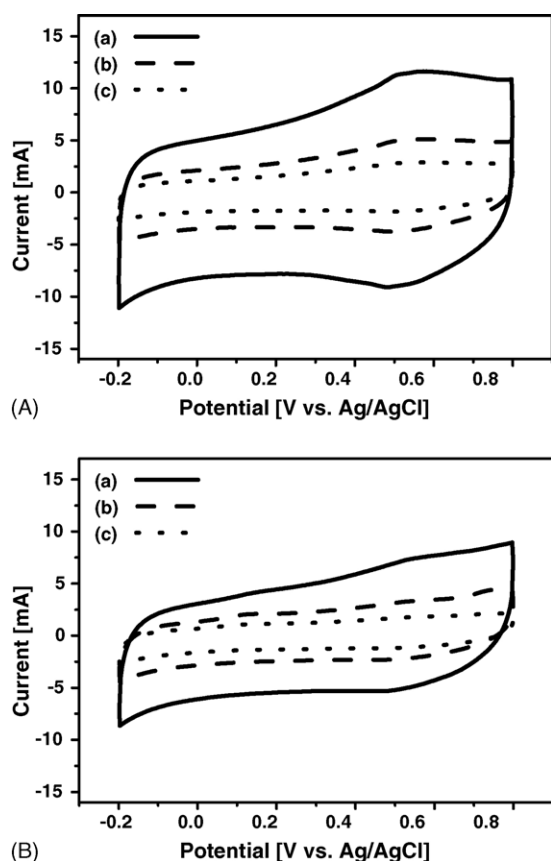 (a)
(b)
(c)
15
10
5
0
-5
-10
-15
Current [mA]
-0.2 0.0 0.2 0.4 0.6 0.8
Potential [V vs. Ag/AgCl]
(A)
(a)
(b)
(c)
15
10
5
0
-5
-10
-15
Current [mA]
-0.2 0.0 0.2 0.4 0.6 0.8
Potential [V vs. Ag/AgCl]
(B)